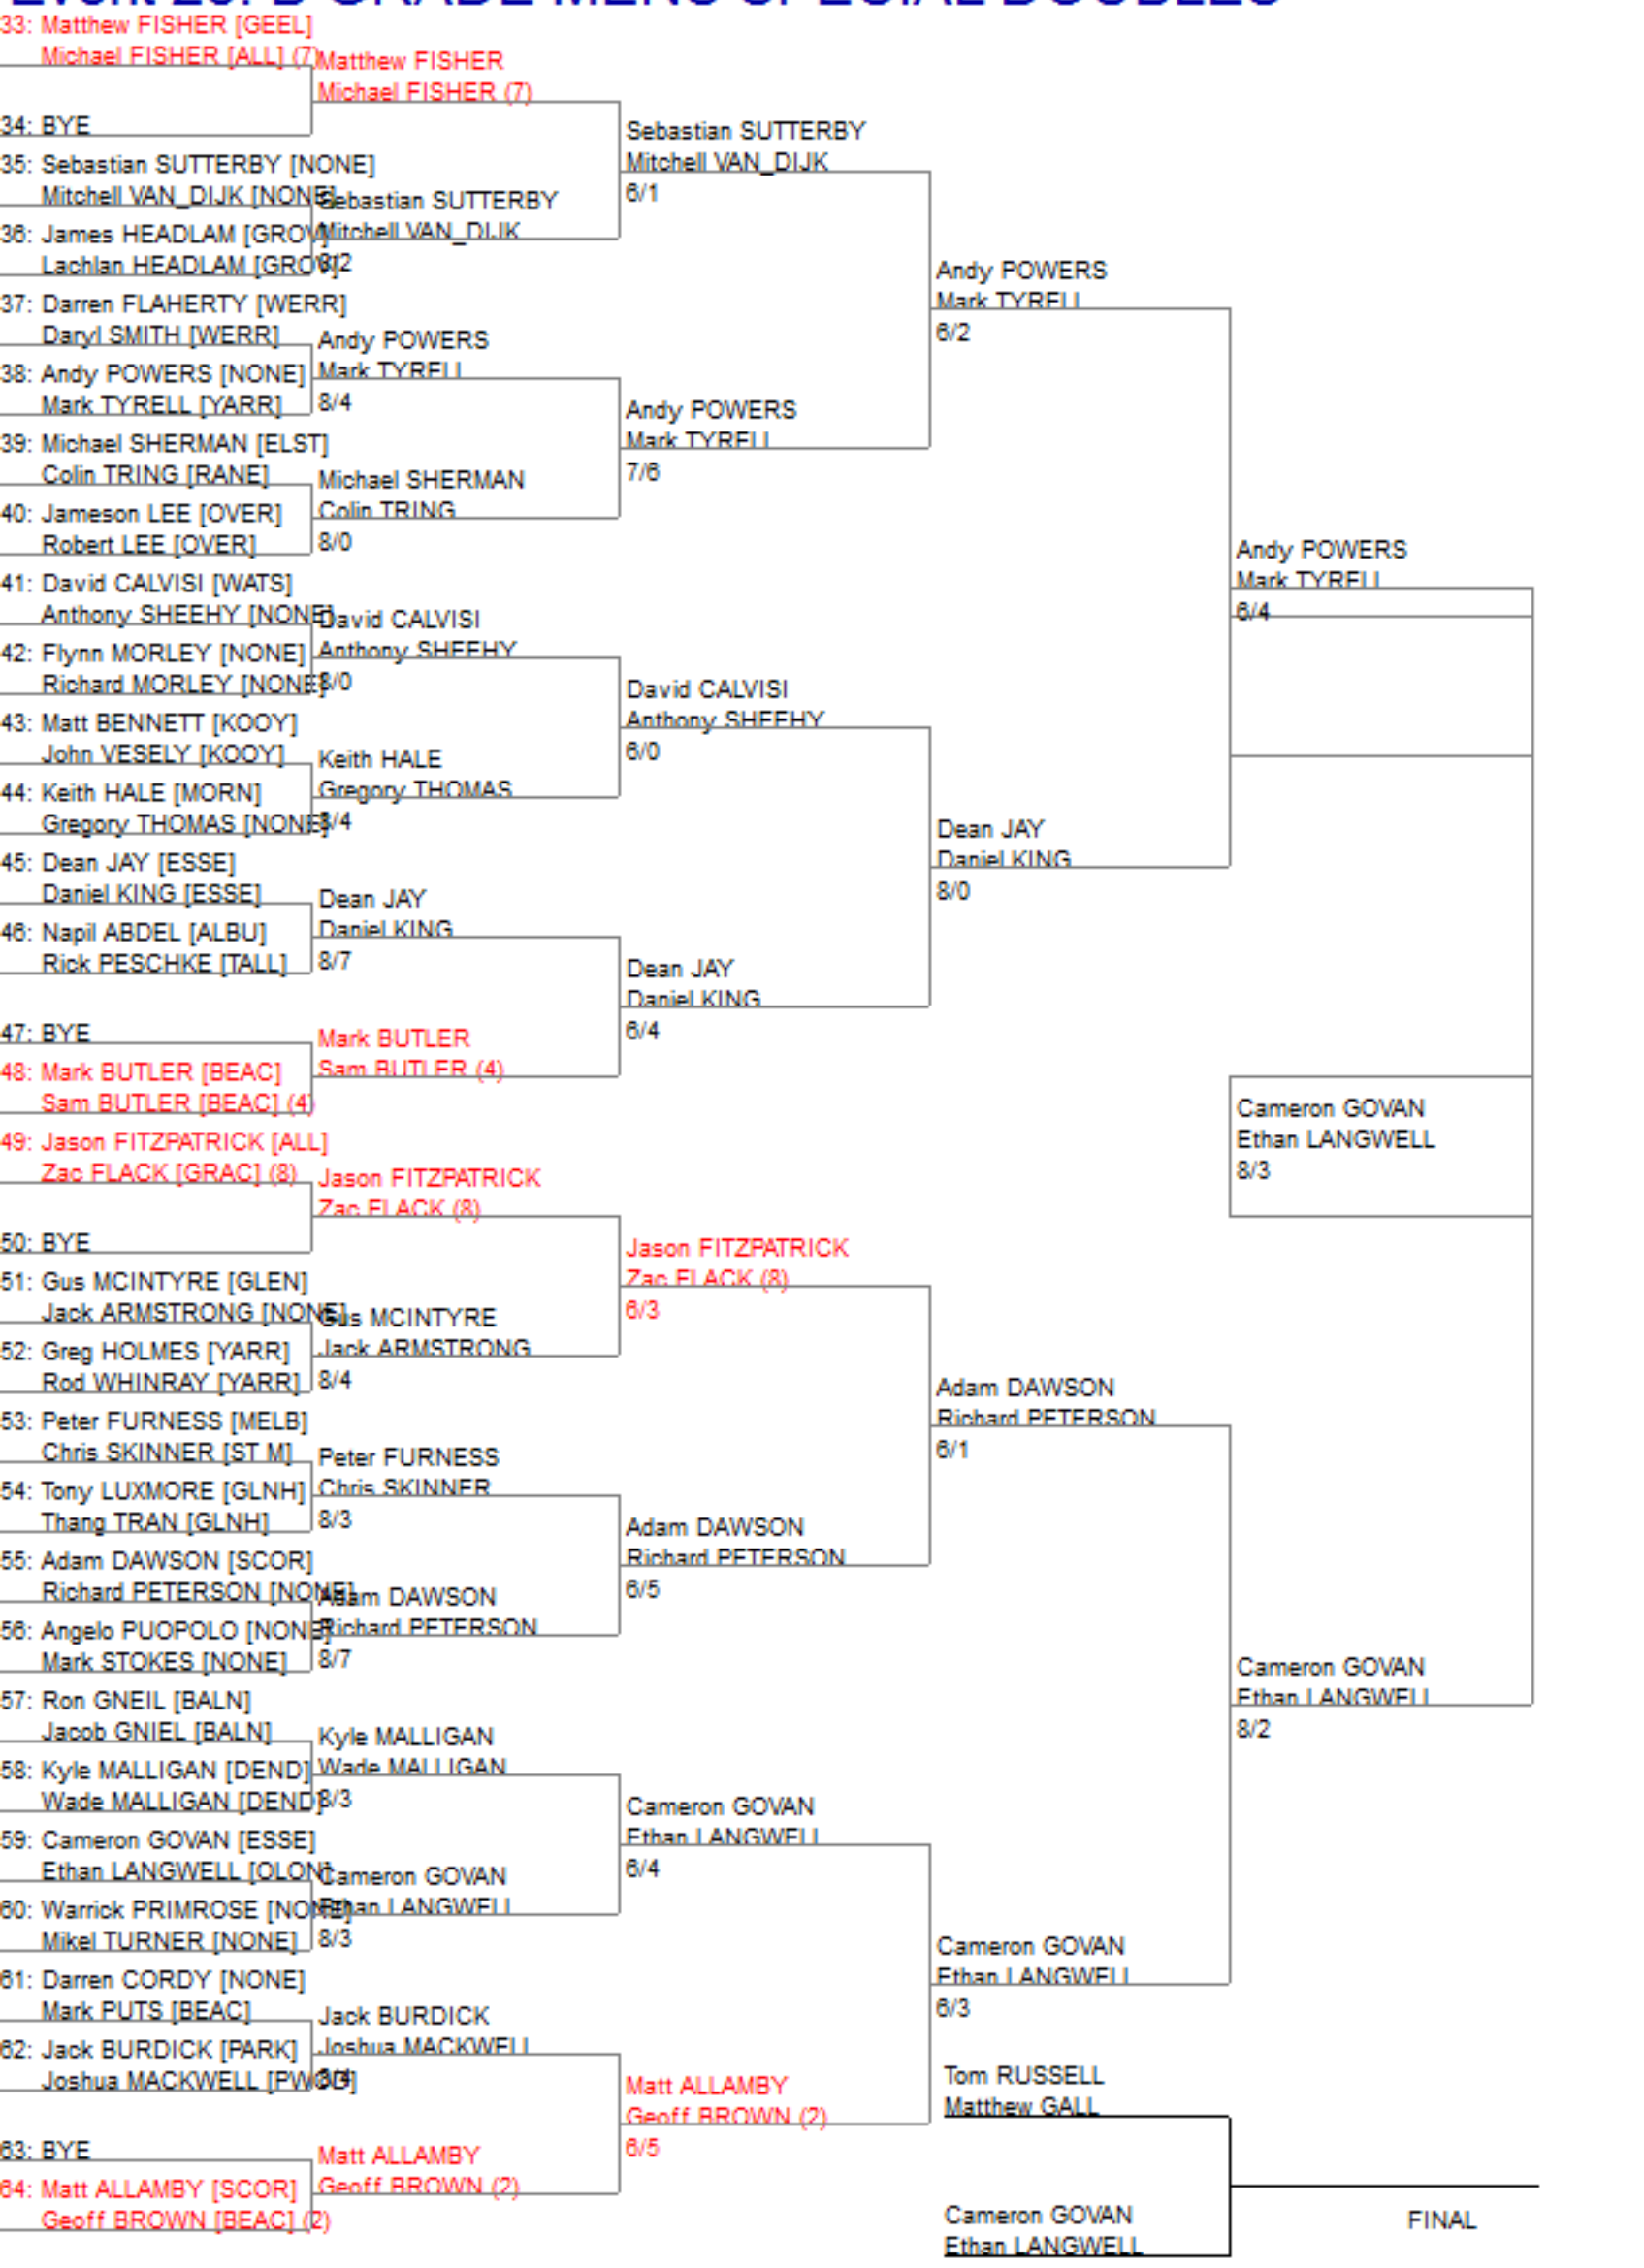 33: Matthew FISHER [GEEL]
Michael FISHER [ALL] (7)
34: BYE
35: Sebastian SUTTERBY [NONE]
Mitchell VAN_DIJK [NONE]
36: James HEADLAM [GROV]
Lachlan HEADLAM [GROV]
37: Darren FLAHERTY [WERR]
Daryl SMITH [WERR]
38: Andy POWERS [NONE]
Mark TYRELL [YARR]
39: Michael SHERMAN [ELST]
Colin TRING [RANE]
40: Jameson LEE [OVER]
Robert LEE [OVER]
41: David CALVISI [WATS]
Anthony SHEEHY [NONE]
42: Flynn MORLEY [NONE]
Richard MORLEY [NONE]
43: Matt BENNETT [KOOY]
John VESELY [KOOY]
44: Keith HALE [MORN]
Gregory THOMAS [NONE]
45: Dean JAY [ESSE]
Daniel KING [ESSE]
46: Napil ABDEL [ALBU]
Rick PESCHKE [TALL]
47: BYE
48: Mark BUTLER [BEAC]
Sam BUTLER [BEAC] (4)
49: Jason FITZPATRICK [ALL]
Zac FLACK [GRAC] (8)
50: BYE
51: Gus MCINTYRE [GLEN]
Jack ARMSTRONG [NONE]
52: Greg HOLMES [YARR]
Rod WHINRAY [YARR]
53: Peter FURNESS [MELB]
Chris SKINNER [ST M]
54: Tony LUXMORE [GLNH]
Thang TRAN [GLNH]
55: Adam DAWSON [SCOR]
Richard PETERSON [NONE]
56: Angelo PUOPOLO [NONE]
Mark STOKES [NONE]
57: Ron GNEIL [BALN]
Jacob GNIEL [BALN]
58: Kyle MALLIGAN [DEND]
Wade MALLIGAN [DEND]
59: Cameron GOVAN [ESSE]
Ethan LANGWELL [OLON]
60: Warrick PRIMROSE [NONE]
Mikel TURNER [NONE]
61: Darren CORDY [NONE]
Mark PUTS [BEAC]
62: Jack BURDICK [PARK]
Joshua MACKWELL [PWOD]
63: BYE
64: Matt ALLAMBY [SCOR]
Geoff BROWN [BEAC] (2)
Matthew FISHER
Michael FISHER (7)
Sebastian SUTTERBY
Mitchell VAN_DIJK
8/2
Andy POWERS
Mark TYRELL
8/4
Michael SHERMAN
Colin TRING
8/0
David CALVISI
Anthony SHEEHY
8/0
Keith HALE
Gregory THOMAS
8/4
Dean JAY
Daniel KING
8/7
Mark BUTLER
Sam BUTLER (4)
Jason FITZPATRICK
Zac FLACK (8)
Gus MCINTYRE
Jack ARMSTRONG
8/4
Peter FURNESS
Chris SKINNER
8/3
Adam DAWSON
Richard PETERSON
8/7
Kyle MALLIGAN
Wade MALLIGAN
8/3
Cameron GOVAN
Ethan LANGWELL
8/3
Jack BURDICK
Joshua MACKWELL
Matt ALLAMBY
Geoff BROWN (2)
Sebastian SUTTERBY
Mitchell VAN_DIJK
6/1
Andy POWERS
Mark TYRELL
7/6
David CALVISI
Anthony SHEEHY
6/0
Dean JAY
Daniel KING
6/4
Jason FITZPATRICK
Zac FLACK (8)
6/3
Adam DAWSON
Richard PETERSON
6/5
Cameron GOVAN
Ethan LANGWELL
6/4
Matt ALLAMBY
Geoff BROWN (2)
6/5
Andy POWERS
Mark TYRELL
6/2
Dean JAY
Daniel KING
8/0
Adam DAWSON
Richard PETERSON
6/1
Cameron GOVAN
Ethan LANGWELL
6/3
Andy POWERS
Mark TYRELL
6/4
Cameron GOVAN
Ethan LANGWELL
8/3
Cameron GOVAN
Ethan LANGWELL
8/2
Tom RUSSELL
Matthew GALL
Cameron GOVAN
Ethan LANGWELL
FINAL